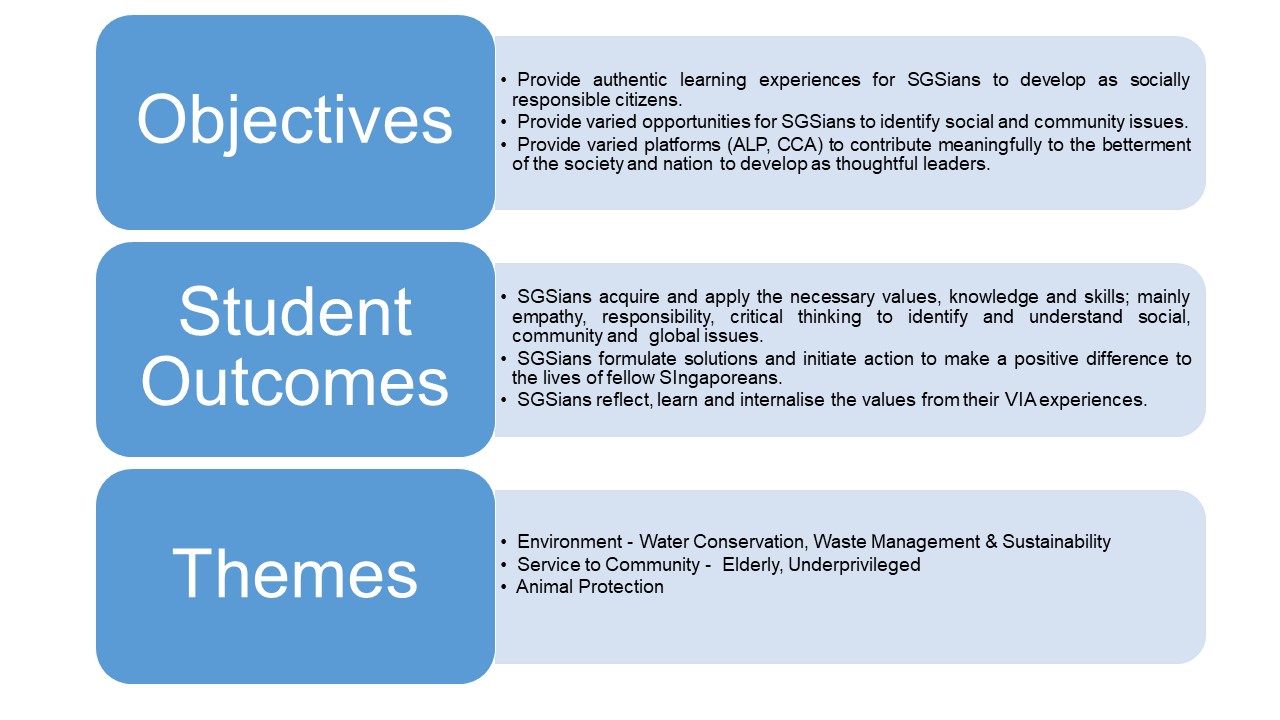 Objectives
• Provide authentic learning experiences for SGSians to develop as socially
responsible citizens.
• Provide varied opportunities for SGSians to identify social and community issues.
• Provide varied platforms (ALP, CCA) to contribute meaningfully to the betterment
of the society and nation to develop as thoughtful leaders.
Student
Outcomes
• SGSians acquire and apply the necessary values, knowledge and skills; mainly
empathy, responsibility, critical thinking to identify and understand social,
community and global issues.
• SGSians formulate solutions and initiate action to make a positive difference to
the lives of fellow SIngaporeans.
• SGSians reflect, learn and internalise the values from their VIA experiences.
Themes
• Environment - Water Conservation, Waste Management & Sustainability
• Service to Community - Elderly, Underprivileged
• Animal Protection